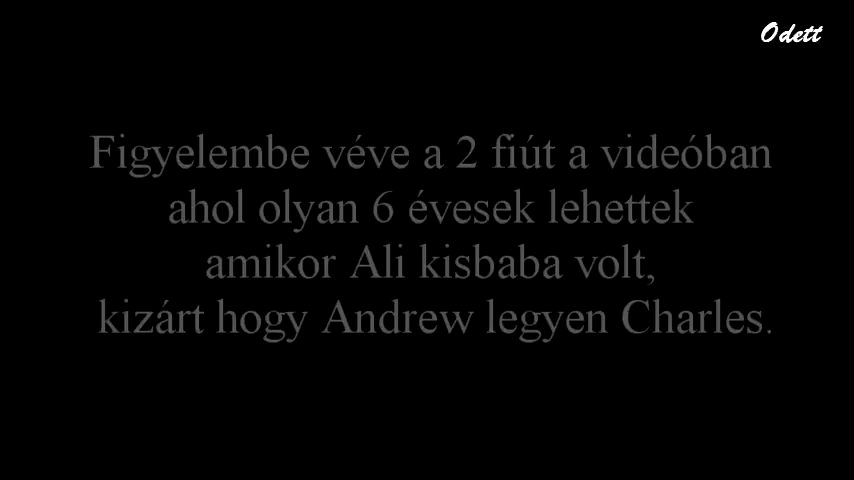 Odett
Figyelembe véve a 2 fiút a videóban
ahol olyan 6 évesek lehettek
amikor Ali kisbaba volt,
kizárt hogy Andrew legyen Charles.